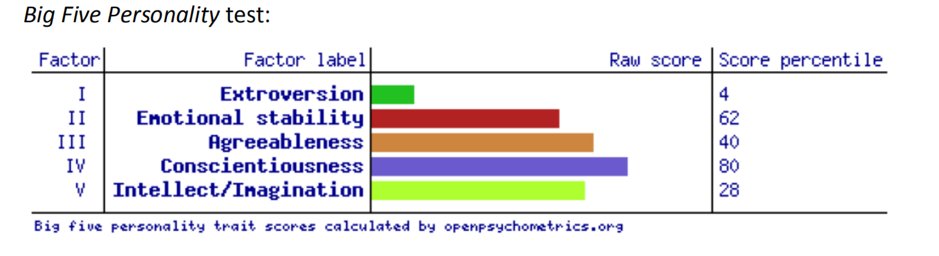 Big Five Personality test:
Factor Factor label Raw score Score percentile
I Extroversion 4
II Emotional stability 62
III Agreeableness 40
IV Conscientiousness 80
V Intellect/Imagination 28
Big five personality trait scores calculated by openpsychometrics.org